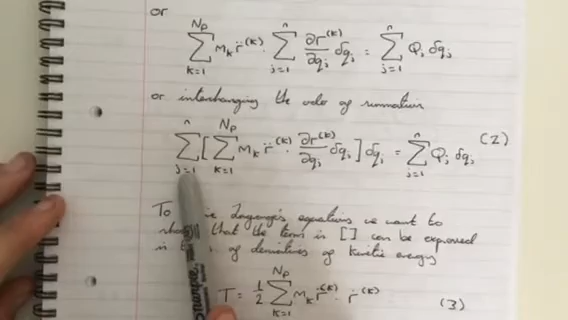 or
\sum_{k=1}^{N_p} m_k \ddot{r}^{(k)} \cdot \sum_{j=1}^{n} \frac{\partial r^{(k)}}{\partial q_j} \delta q_j = \sum_{j=1}^{n} Q_j \delta q_j
or interchanging the order of summation
\sum_{j=1}^{n} [ \sum_{k=1}^{N_p} m_k \ddot{r}^{(k)} \cdot \frac{\partial r^{(k)}}{\partial q_j} \delta q_j ] \delta q_j = \sum_{j=1}^{n} Q_j \delta q_j (2)
To Lagrange's equations we want to
that the term in [ ] can be expressed
in of derivatives of kinetic energy
T = \frac{1}{2} \sum_{k=1}^{N_p} m_k \dot{r}^{(k)} \cdot \dot{r}^{(k)} (3)